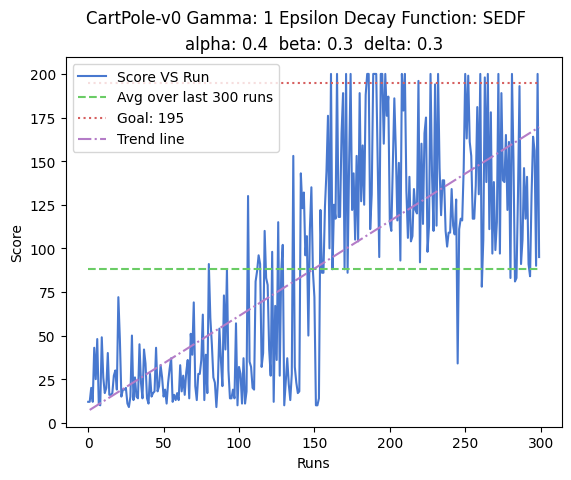 CartPole-v0 Gamma: 1 Epsilon Decay Function: SEDF
alpha: 0.4  beta: 0.3  delta: 0.3
Score VS Run
Avg over last 300 runs
Goal: 195
Trend line
200
175
150
125
100
75
50
25
0
Score
0 50 100 150 200 250 300
Runs